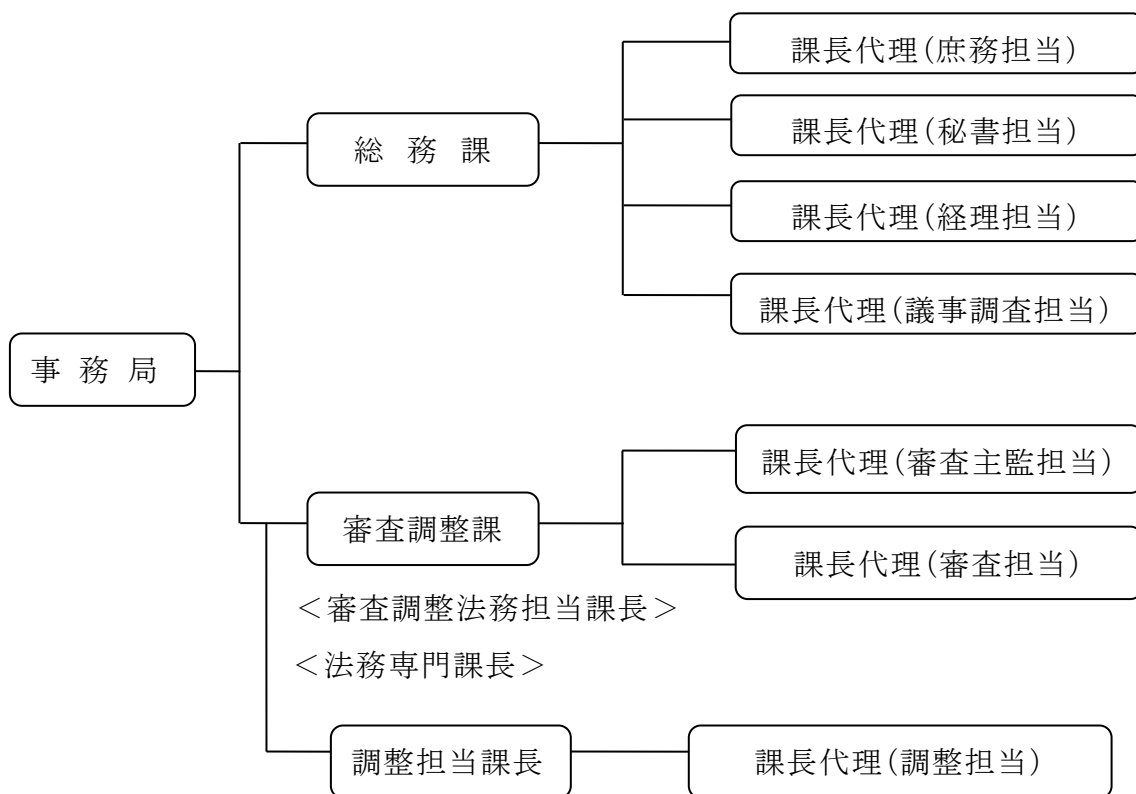 課長代理(庶務担当)
総 務 課
課長代理(秘書担当)
課長代理(経理担当)
課長代理(議事調査担当)
事 務 局
課長代理(審査主監担当)
審査調整課
課長代理(審査担当)
＜審査調整法務担当課長＞
＜法務専門課長＞
調整担当課長
課長代理(調整担当)